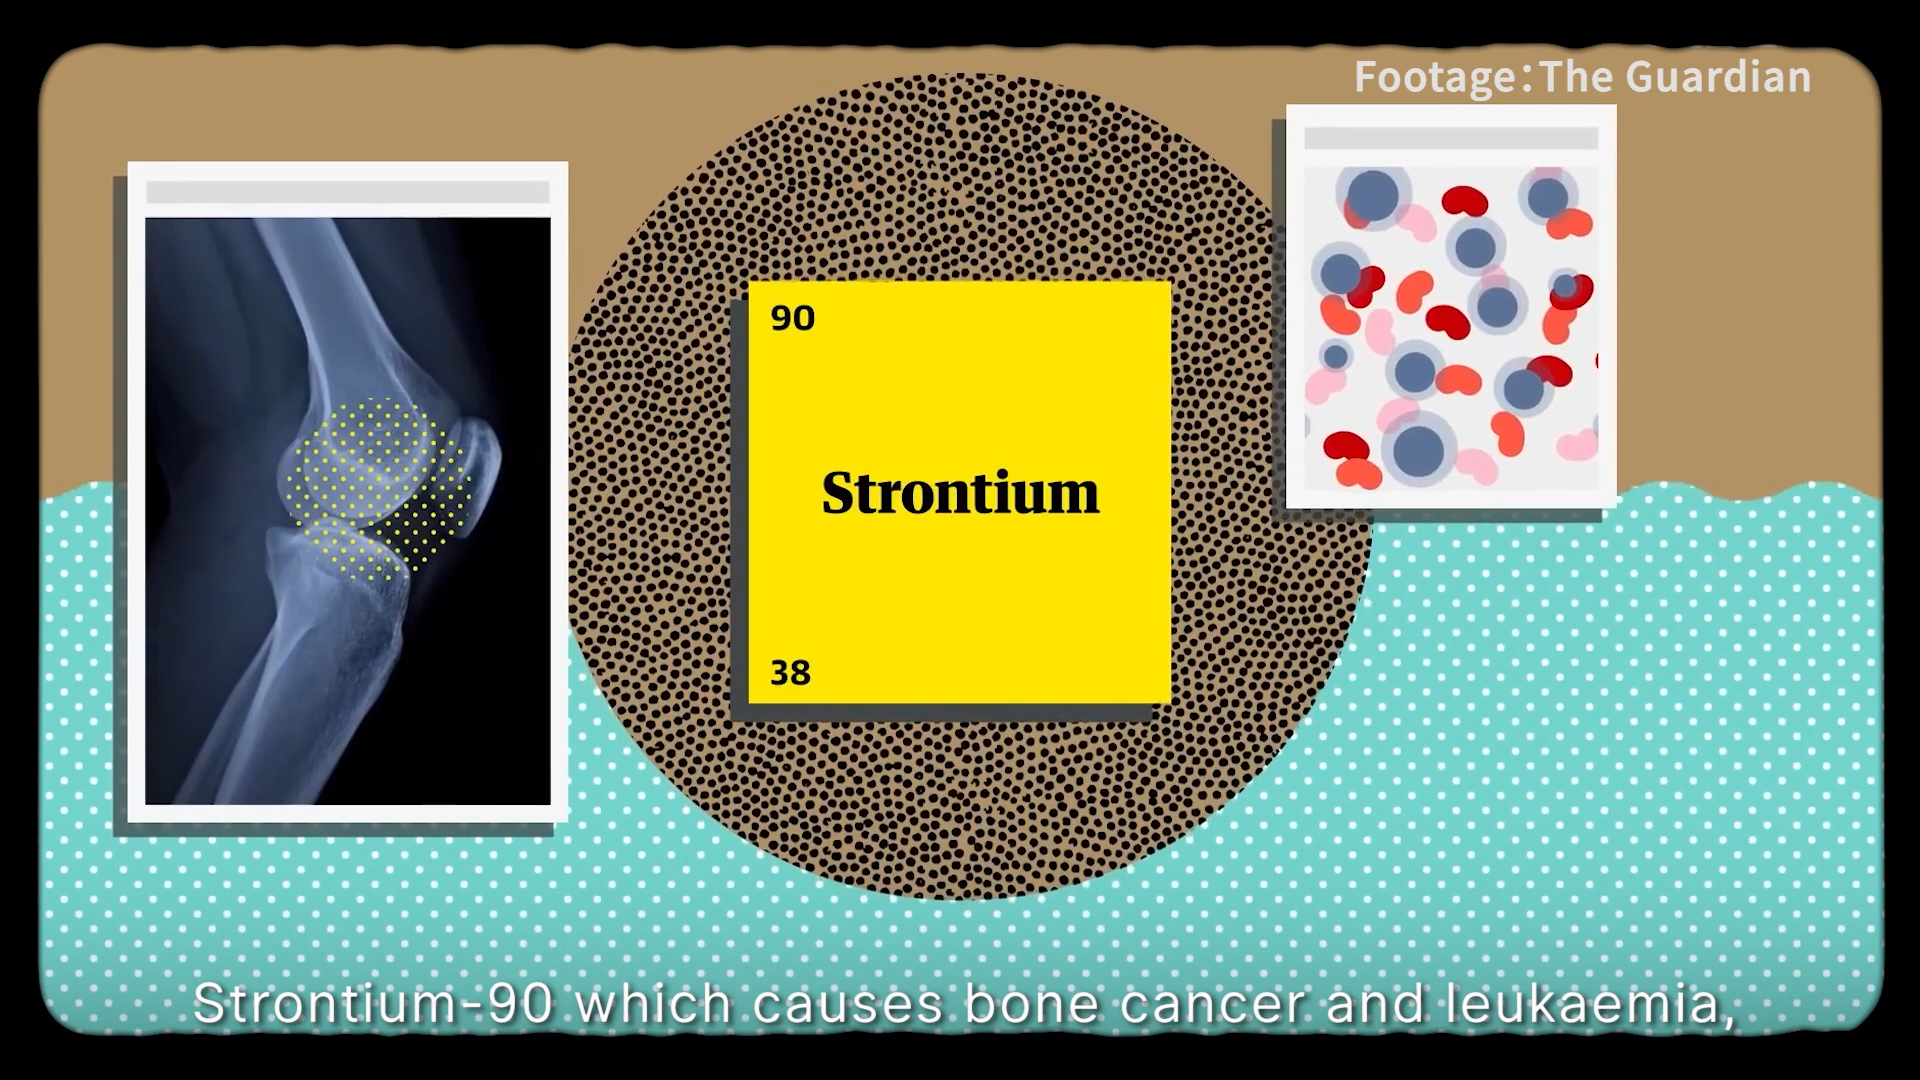 Footage:The Guardian
90
Strontium
38
Strontium-90 which causes bone cancer and leukaemia,